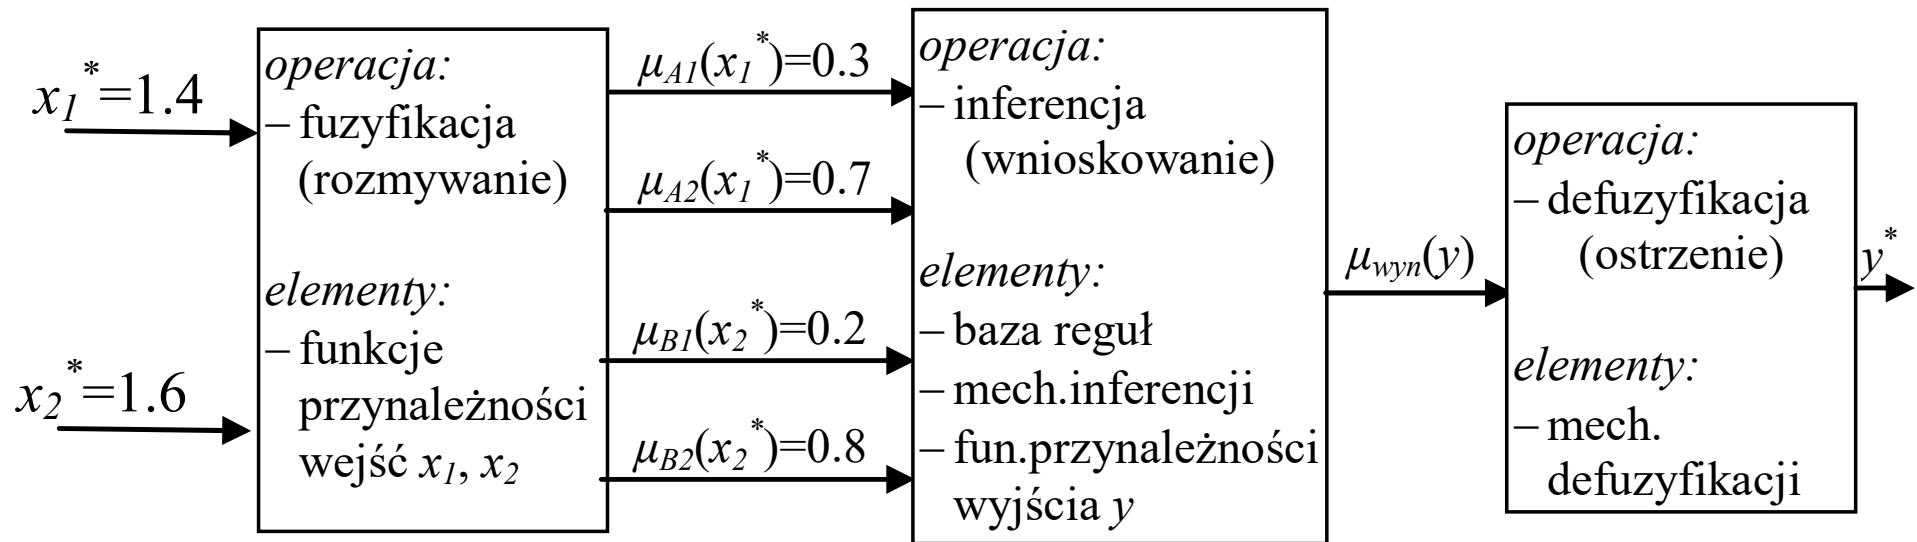 x₁*=1.4
x₂*=1.6
operacja:
– fuzyfikacja
(rozmywanie)
elementy:
– funkcje
przynależności
wejść x₁, x₂
μA1(x₁*)=0.3
μA2(x₁*)=0.7
μB1(x₂*)=0.2
μB2(x₂*)=0.8
operacja:
– inferencja
(wnioskowanie)
elementy:
– baza reguł
– mech.inferencji
– fun.przynależności
wyjścia y
μwyn(y)
operacja:
– defuzyfikacja
(ostrzenie)
elementy:
– mech.
defuzyfikacji
y*